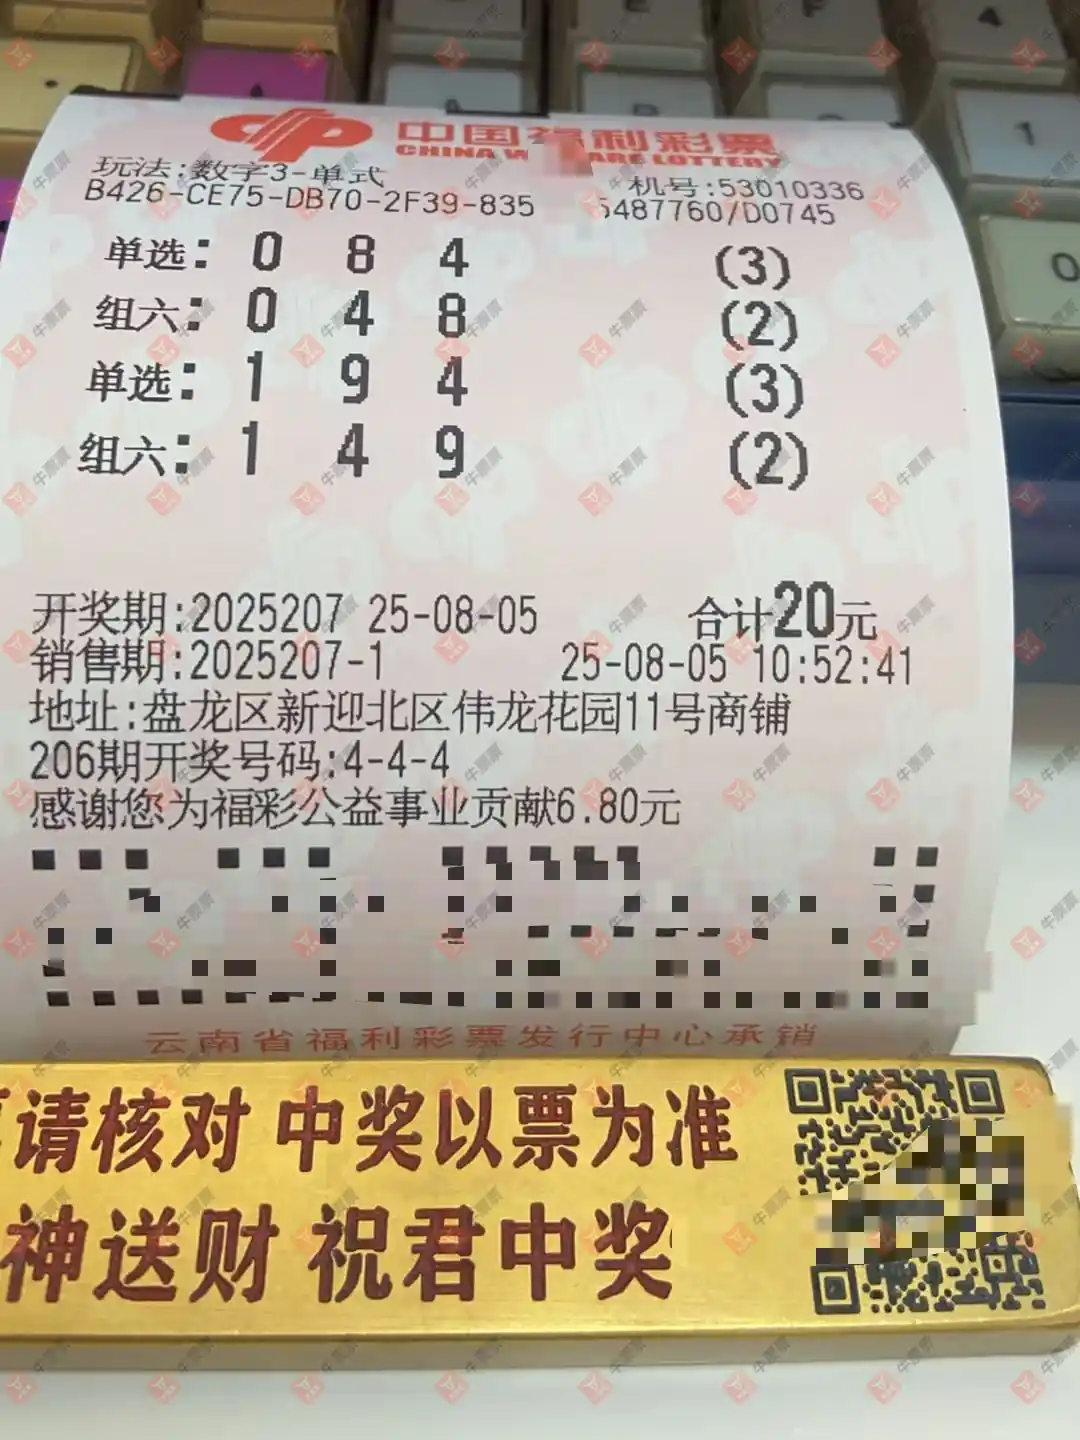 中国福利彩票
玩法:数字3-单式
机号:53010336
B426-CE75-DB70-2F39-835
5487760/D0745
单选: 0 8 4 (3)
组六: 0 4 8 (2)
单选: 1 9 4 (3)
组六: 1 4 9 (2)
开奖期:2025207 25-08-05 合计20元
销售期:2025207-1 25-08-05 10:52:41
地址:盘龙区新迎北区伟龙花园11号商铺
206期开奖号码:4-4-4
感谢您为福彩公益事业贡献6.80元
云南省福利彩票发行中心承销
请核对 中奖以票为准
神送财 祝君中奖
牛票票